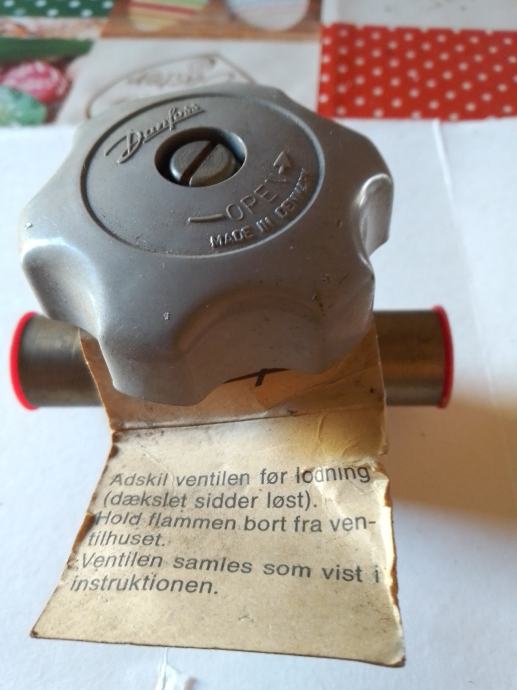 Danfoss
OPEN
MADE IN DENMARK
Adskil ventilen før lodning
(dækslet sidder løst).
Hold flammen bort fra ven-
tilhuset.
Ventilen samles som vist i
instruktionen.